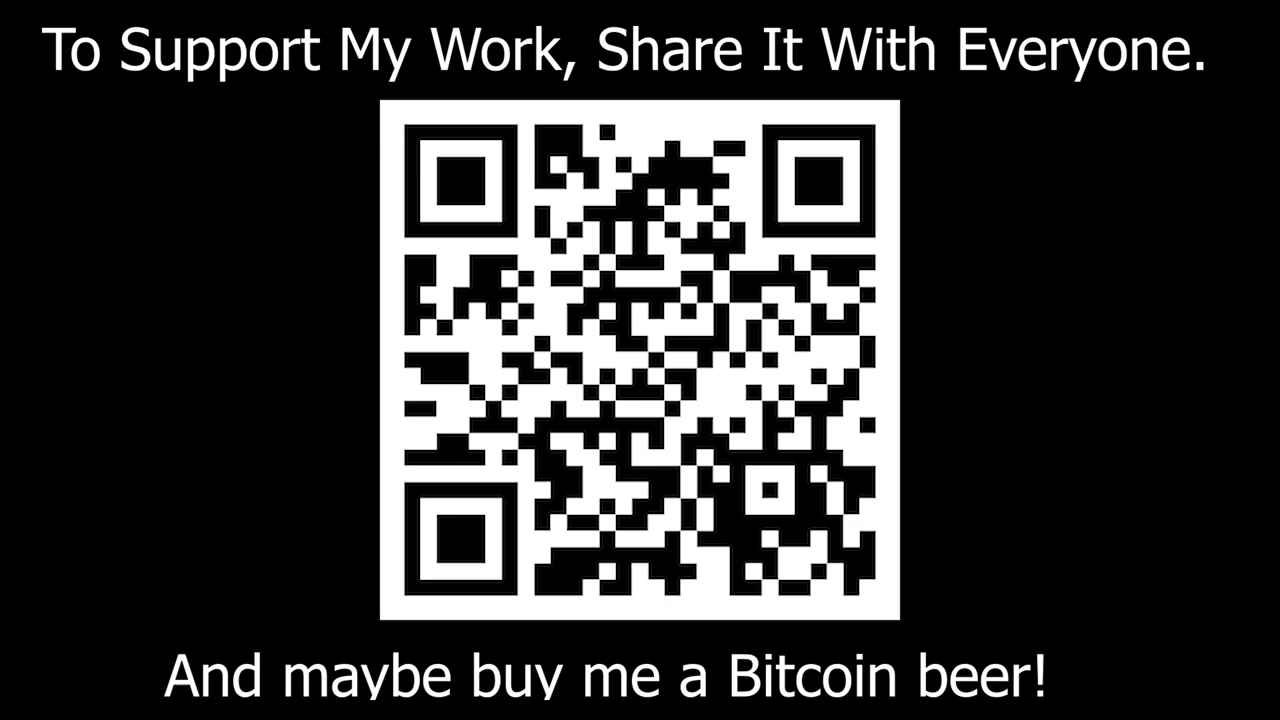 To Support My Work, Share It With Everyone.
And maybe buy me a Bitcoin beer!